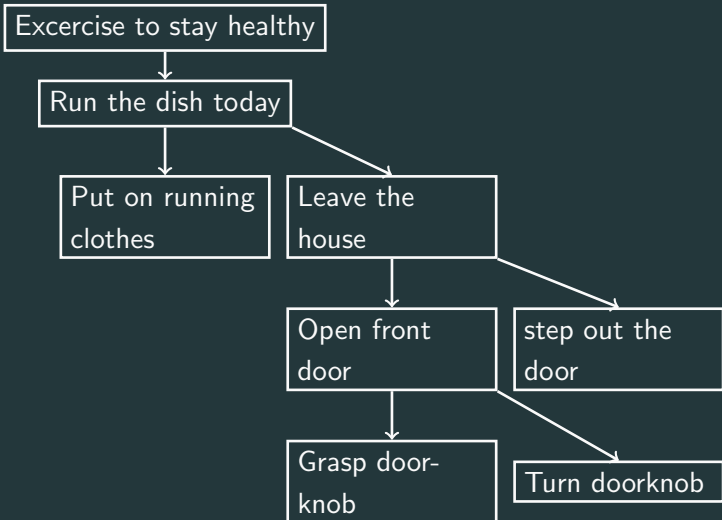 Excercise to stay healthy
Run the dish today
Put on running
clothes
Leave the
house
Open front
door
step out the
door
Grasp door-
knob
Turn doorknob